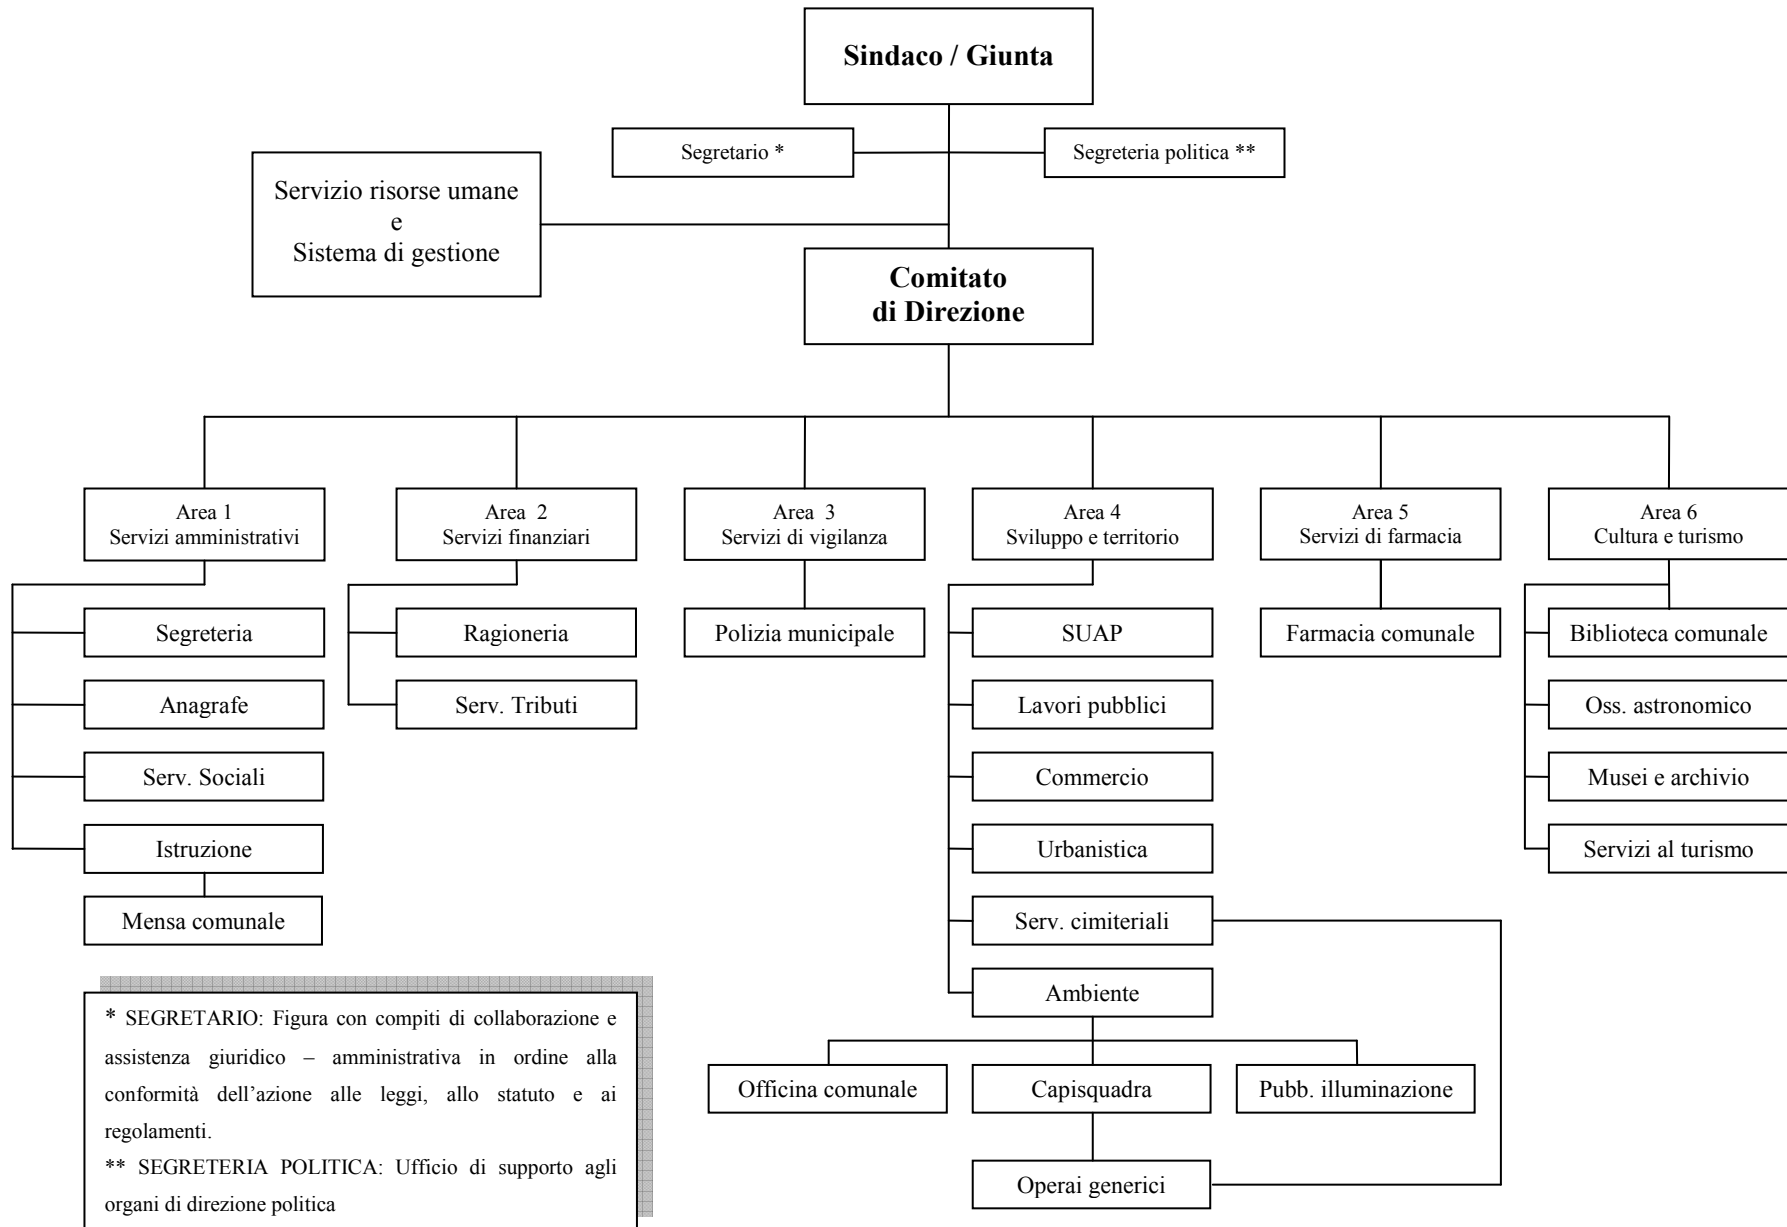 Sindaco / Giunta
Segretario *
Segreteria politica **
Servizio risorse umane
e
Sistema di gestione
Comitato
di Direzione
Area 1
Servizi amministrativi
Area 2
Servizi finanziari
Area 3
Servizi di vigilanza
Area 4
Sviluppo e territorio
Area 5
Servizi di farmacia
Area 6
Cultura e turismo
Segreteria
Ragioneria
Polizia municipale
SUAP
Farmacia comunale
Biblioteca comunale
Anagrafe
Serv. Tributi
Lavori pubblici
Oss. astronomico
Serv. Sociali
Commercio
Musei e archivio
Istruzione
Urbanistica
Servizi al turismo
Mensa comunale
Serv. cimiteriali
Ambiente
Officina comunale
Capisquadra
Pubb. illuminazione
Operai generici
* SEGRETARIO: Figura con compiti di collaborazione e
assistenza giuridico – amministrativa in ordine alla
conformità dell’azione alle leggi, allo statuto e ai
regolamenti.
** SEGRETERIA POLITICA: Ufficio di supporto agli
organi di direzione politica